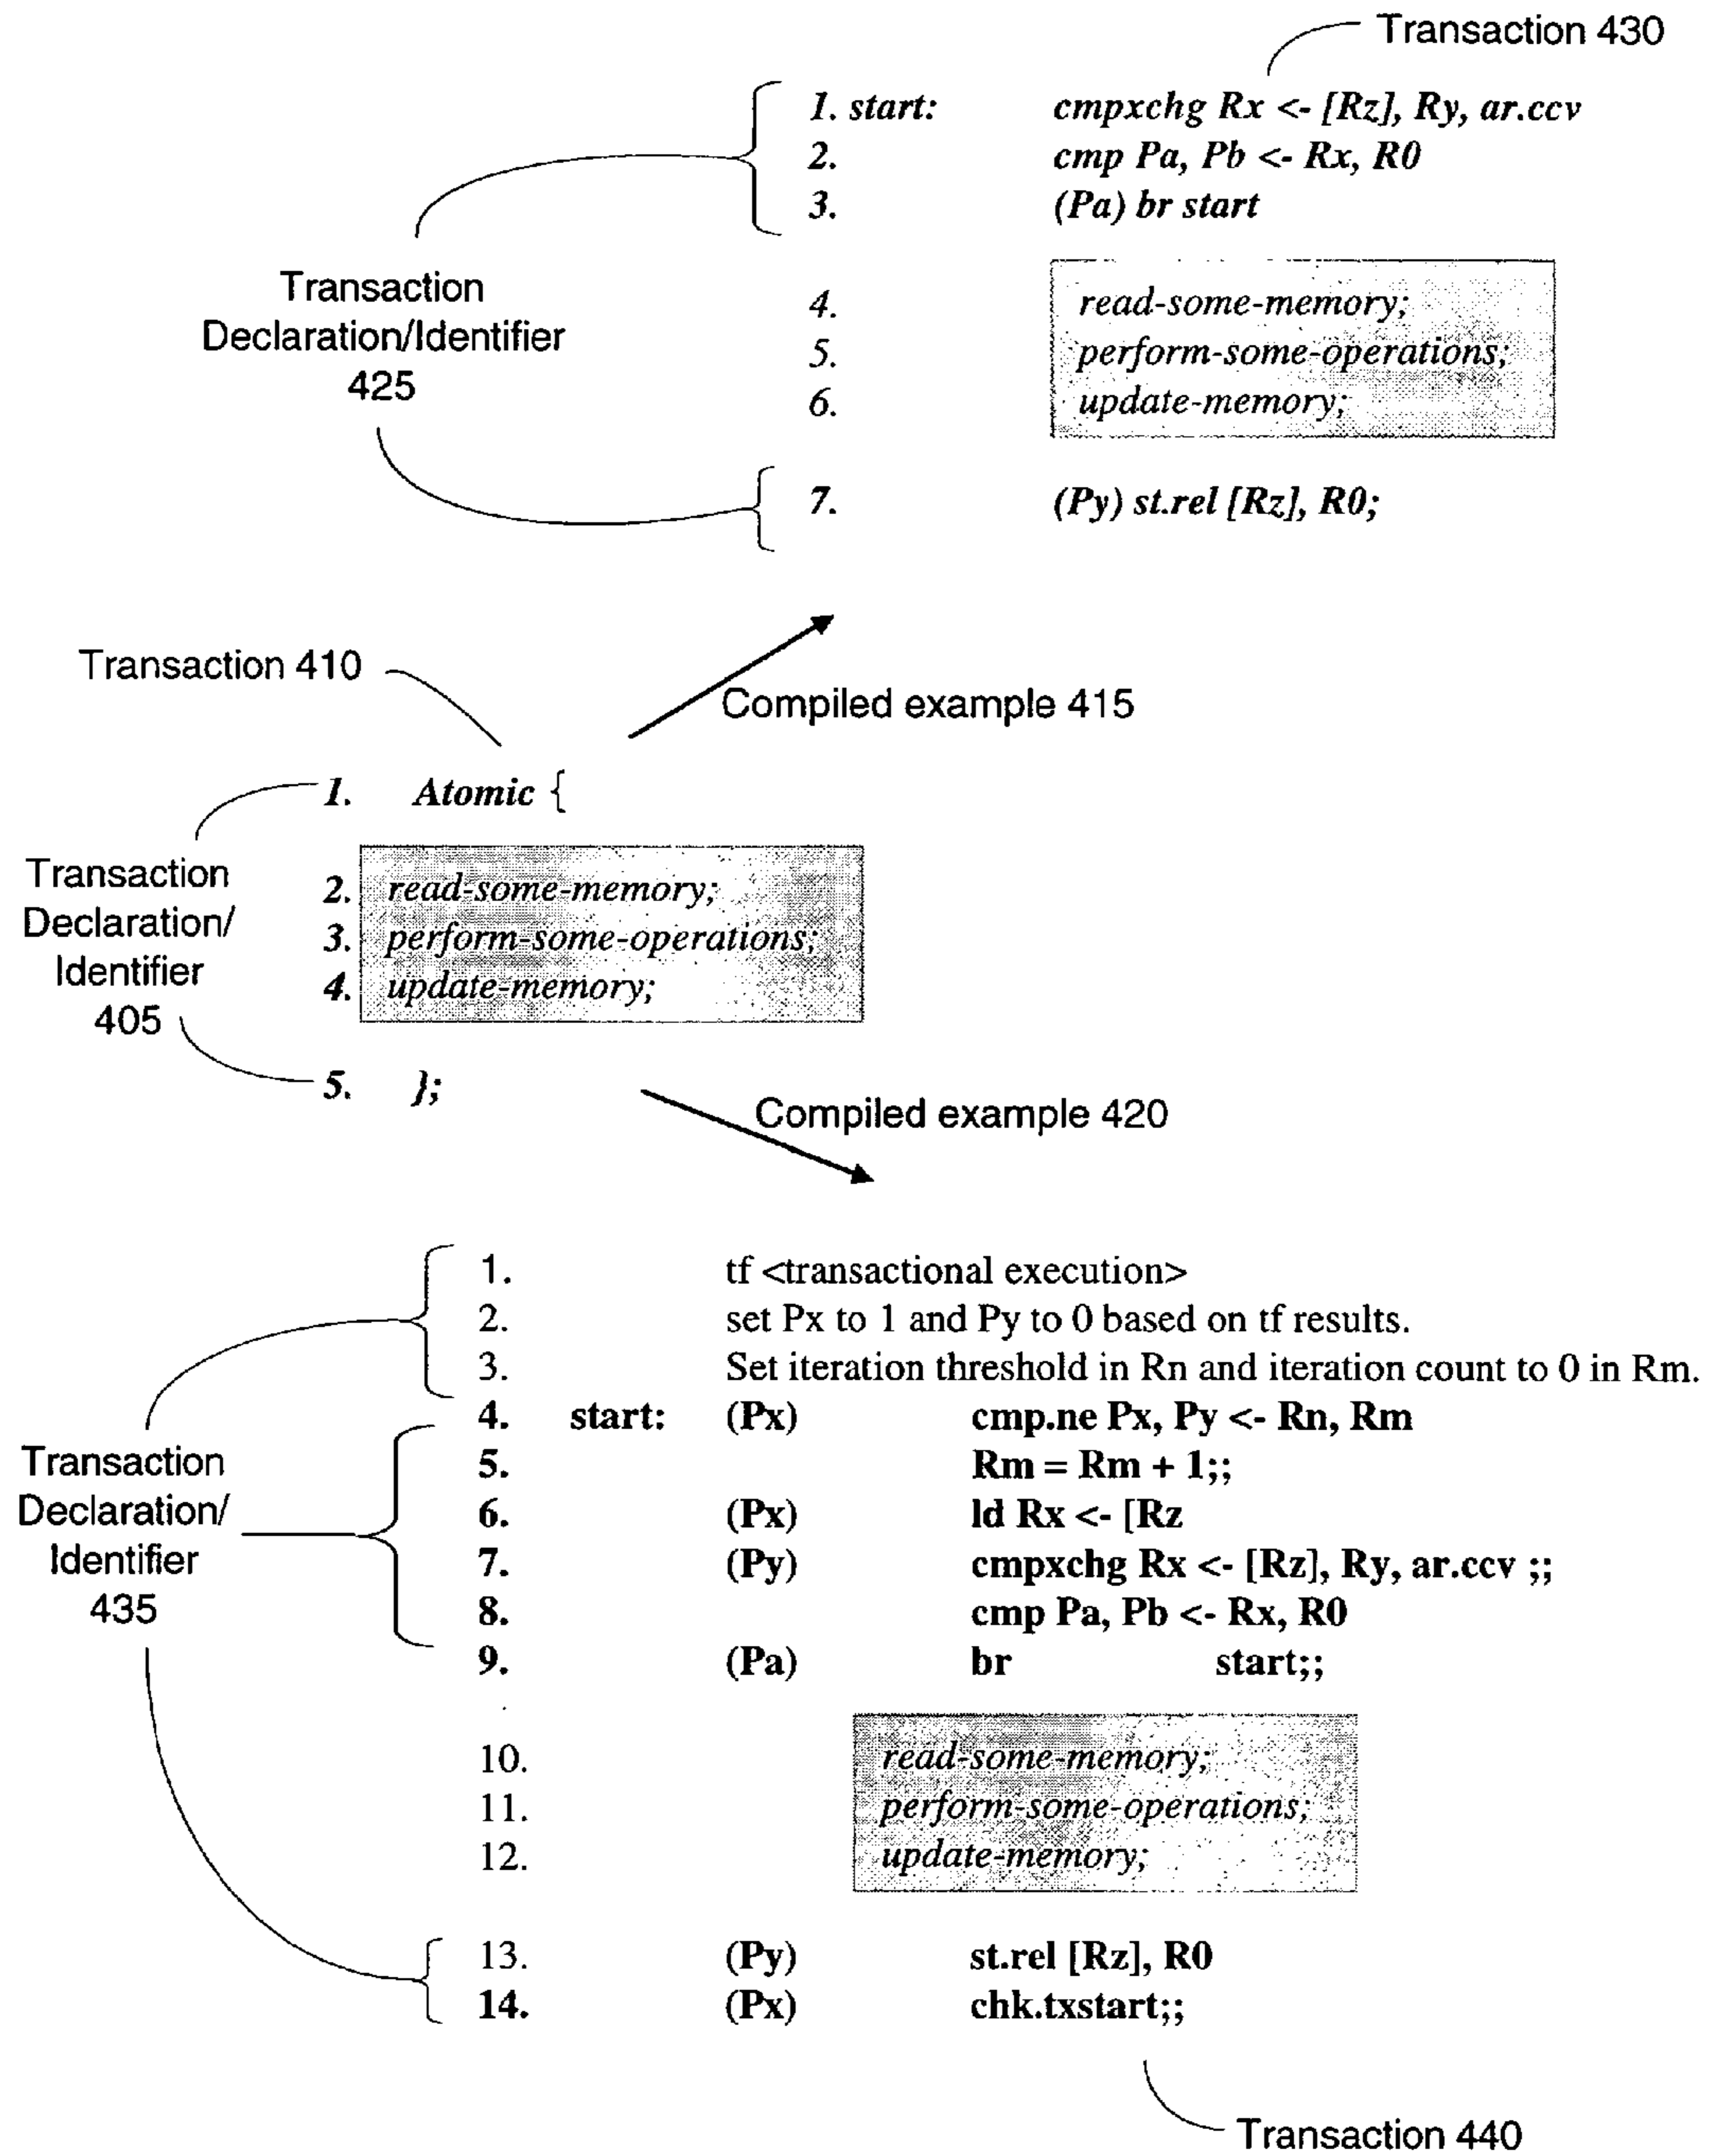 Transaction 430
1. start: cmpxchg Rx <- [Rz], Ry, ar.ccv
2. cmp Pa, Pb <- Rx, R0
3. (Pa) br start
Transaction
Declaration/Identifier
425
4. read-some-memory;
5. perform-some-operations;
6. update-memory;
7. (Py) st.rel [Rz], R0;
Transaction 410
Compiled example 415
1. Atomic {
Transaction
Declaration/
Identifier
405
2. read-some-memory;
3. perform-some-operations;
4. update-memory;
5. };
Compiled example 420
1. tf <transactional execution>
2. set Px to 1 and Py to 0 based on tf results.
3. Set iteration threshold in Rn and iteration count to 0 in Rm.
4. start: (Px) cmp.ne Px, Py <- Rn, Rm
5. Rm = Rm + 1;;
6. (Px) ld Rx <- [Rz
7. (Py) cmpxchg Rx <- [Rz], Ry, ar.ccv ;;
8. cmp Pa, Pb <- Rx, R0
9. (Pa) br start;;
Transaction
Declaration/
Identifier
435
10. read-some-memory;
11. perform-some-operations;
12. update-memory;
13. (Py) st.rel [Rz], R0
14. (Px) chk.txstart;;
Transaction 440